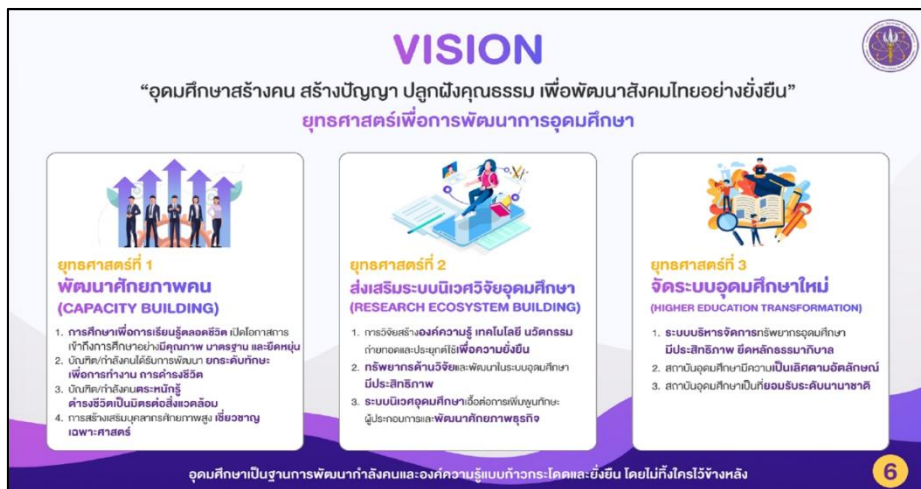 VISION
“อุดมศึกษาสร้างคน สร้างปัญญา ปลูกฝังคุณธรรม เพื่อพัฒนาสังคมไทยอย่างยั่งยืน”
ยุทธศาสตร์เพื่อการพัฒนาการอุดมศึกษา
ยุทธศาสตร์ที่ 1
พัฒนาศักยภาพคน
(CAPACITY BUILDING)
1. การศึกษาเพื่อการเรียนรู้ตลอดชีวิต เปิดโอกาสการ
เข้าถึงการศึกษาอย่างมีคุณภาพ มาตรฐาน และยืดหยุ่น
2. บัณฑิต/กำลังคนได้รับการพัฒนา ยกระดับทักษะ
เพื่อการทำงาน การดำรงชีวิต
3. บัณฑิต/กำลังคนตระหนักรู้
ดำรงชีวิตเป็นมิตรต่อสิ่งแวดล้อม
4. การสร้างเสริมบุคลากรศักยภาพสูง เชี่ยวชาญ
เฉพาะศาสตร์
ยุทธศาสตร์ที่ 2
ส่งเสริมระบบนิเวศวิจัยอุดมศึกษา
(RESEARCH ECOSYSTEM BUILDING)
1. การวิจัยสร้างองค์ความรู้ เทคโนโลยี นวัตกรรม
ถ่ายทอดและประยุกต์ใช้เพื่อความยั่งยืน
2. ทรัพยากรด้านวิจัยและพัฒนาในระบบอุดมศึกษา
มีประสิทธิภาพ
3. ระบบนิเวศอุดมศึกษาเอื้อต่อการเพิ่มพูนทักษะ
ผู้ประกอบการและพัฒนาศักยภาพธุรกิจ
ยุทธศาสตร์ที่ 3
จัดระบบอุดมศึกษาใหม่
(HIGHER EDUCATION TRANSFORMATION)
1. ระบบบริหารจัดการทรัพยากรอุดมศึกษา
มีประสิทธิภาพ ยึดหลักธรรมาภิบาล
2. สถาบันอุดมศึกษามีความเป็นเลิศตามอัตลักษณ์
3. สถาบันอุดมศึกษาเป็นที่ยอมรับระดับนานาชาติ
อุดมศึกษาเป็นฐานการพัฒนากำลังคนและองค์ความรู้แบบก้าวกระโดดและยั่งยืน โดยไม่ทิ้งใครไว้ข้างหลัง
6